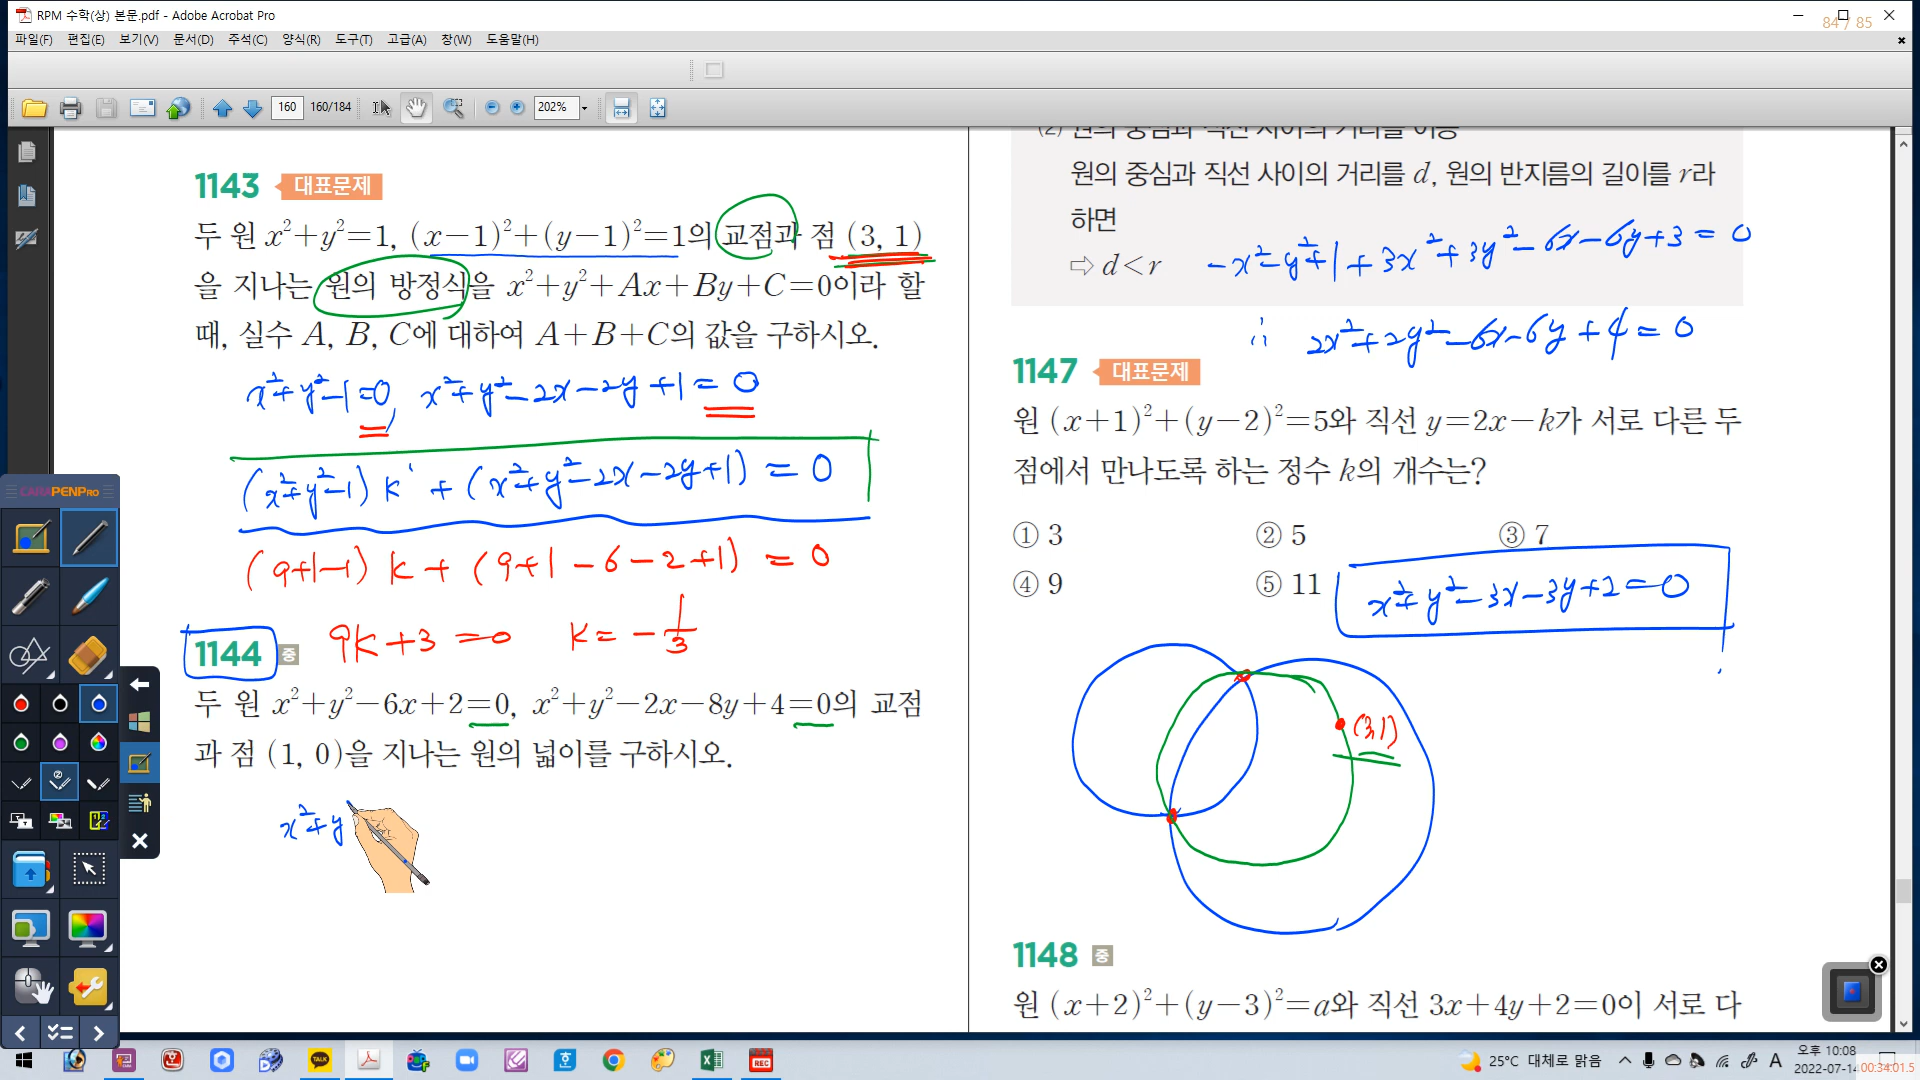 RPM 수학(상) 본문.pdf - Adobe Acrobat Pro
84 / 85
파일(F) 편집(E) 보기(V) 문서(D) 주석(C) 양식(R) 도구(T) 고급(A) 창(W) 도움말(H)
160 160/184 202%
1143 대표문제
두 원 x²+y²=1, (x-1)²+(y-1)²=1의 교점과 점 (3, 1)
을 지나는 원의 방정식을 x²+y²+Ax+By+C=0이라 할
때, 실수 A, B, C에 대하여 A+B+C의 값을 구하시오.
x²+y²-1=0, x²+y²-2x-2y+1=0
(x²+y²-1)k+(x²+y²-2x-2y+1)=0
(9+1-1)k+(9+1-6-2+1)=0
9k+3=0 k=-1/3
1144 중
두 원 x²+y²-6x+2=0, x²+y²-2x-8y+4=0의 교점
과 점 (1, 0)을 지나는 원의 넓이를 구하시오.
x²+y
원의 중심과 직선 사이의 거리를 d, 원의 반지름의 길이를 r라
하면
⇨ d<r
-x²-y²+1+3x²+3y²-6x-6y+3=0
∴ 2x²+2y²-6x-6y+4=0
1147 대표문제
원 (x+1)²+(y-2)²=5와 직선 y=2x-k가 서로 다른 두
점에서 만나도록 하는 정수 k의 개수는?
① 3 ② 5 ③ 7
④ 9 ⑤ 11
x²+y²-3x-3y+2=0
(3,1)
1148 중
원 (x+2)²+(y-3)²=a와 직선 3x+4y+2=0이 서로 다
CARAPENPRO
TALK
REC
25°C 대체로 맑음
A
오후 10:08
2022-07-14
00:34:01.5